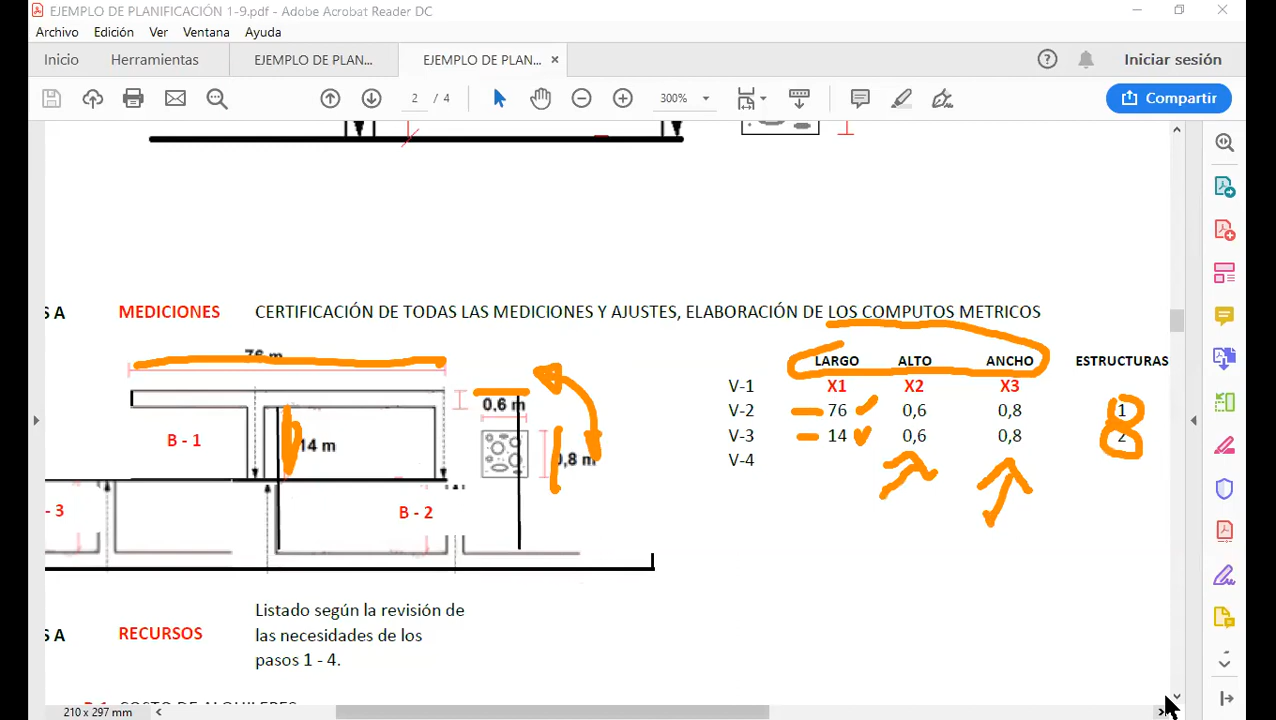 EJEMPLO DE PLANIFICACIÓN 1-9.pdf - Adobe Acrobat Reader DC
Archivo Edición Ver Ventana Ayuda
Inicio Herramientas EJEMPLO DE PLAN... EJEMPLO DE PLAN... × Iniciar sesión
2 / 4 300% Compartir
S A MEDICIONES CERTIFICACIÓN DE TODAS LAS MEDICIONES Y AJUSTES, ELABORACIÓN DE LOS COMPUTOS METRICOS
76 m
LARGO ALTO ANCHO ESTRUCTURAS
V-1 X1 X2 X3
0.6 m
V-2 76 0,6 0,8 1
B - 1 14 m
V-3 14 0,6 0,8 2
0,8 m
V-4
- 3 B - 2
Listado según la revisión de
S A RECURSOS las necesidades de los
pasos 1 - 4.
210 x 297 mm